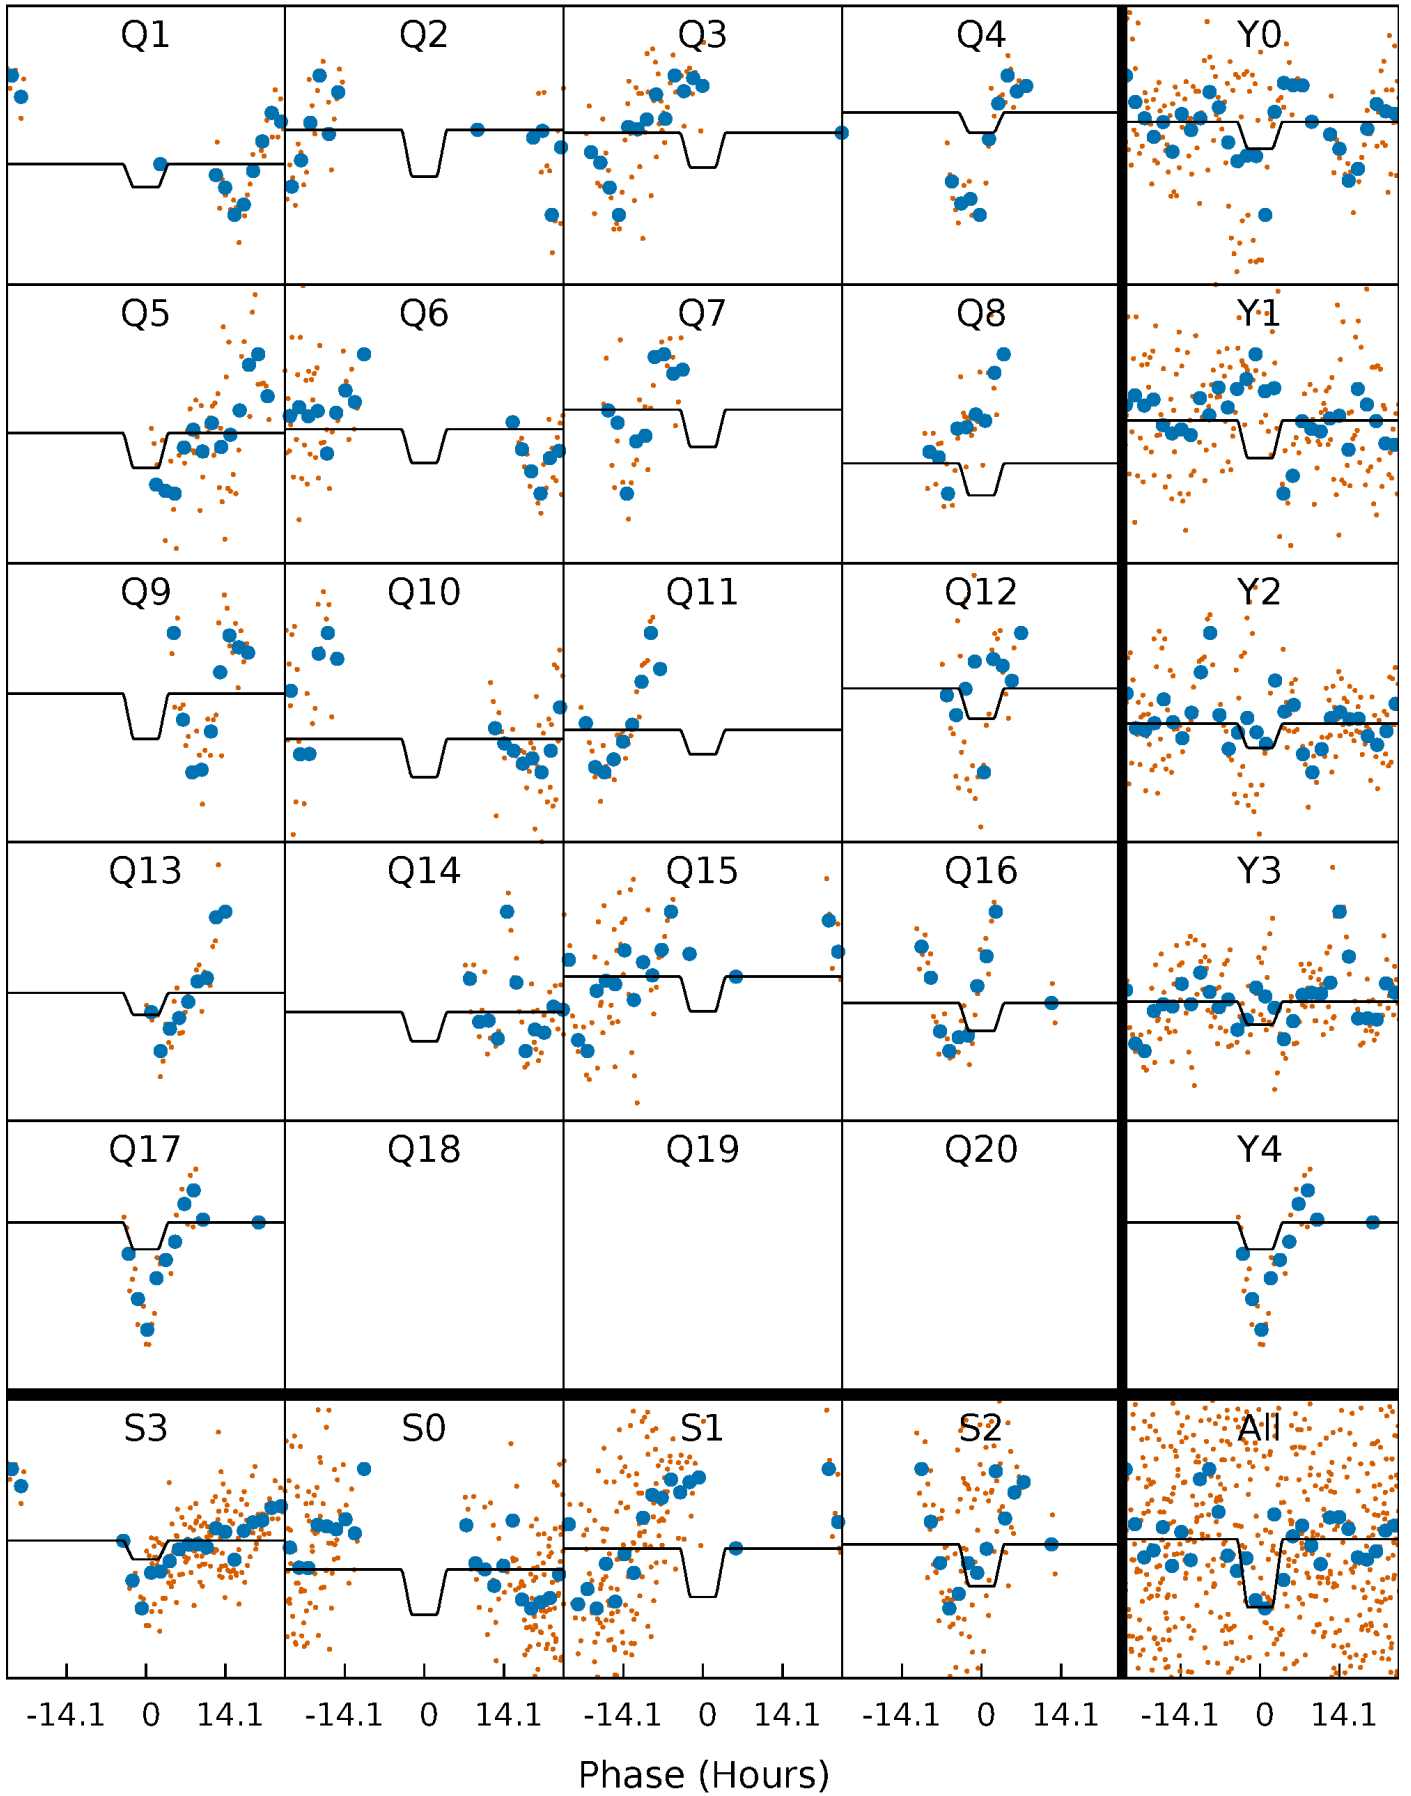 Q1 Q2 Q3 Q4 Y0
Q5 Q6 Q7 Q8 Y1
Q9 Q10 Q11 Q12 Y2
Q13 Q14 Q15 Q16 Y3
Q17 Q18 Q19 Q20 Y4
S3 S0 S1 S2 All
-14.1 0 14.1 -14.1 0 14.1 -14.1 0 14.1 -14.1 0 14.1 -14.1 0 14.1
Phase (Hours)